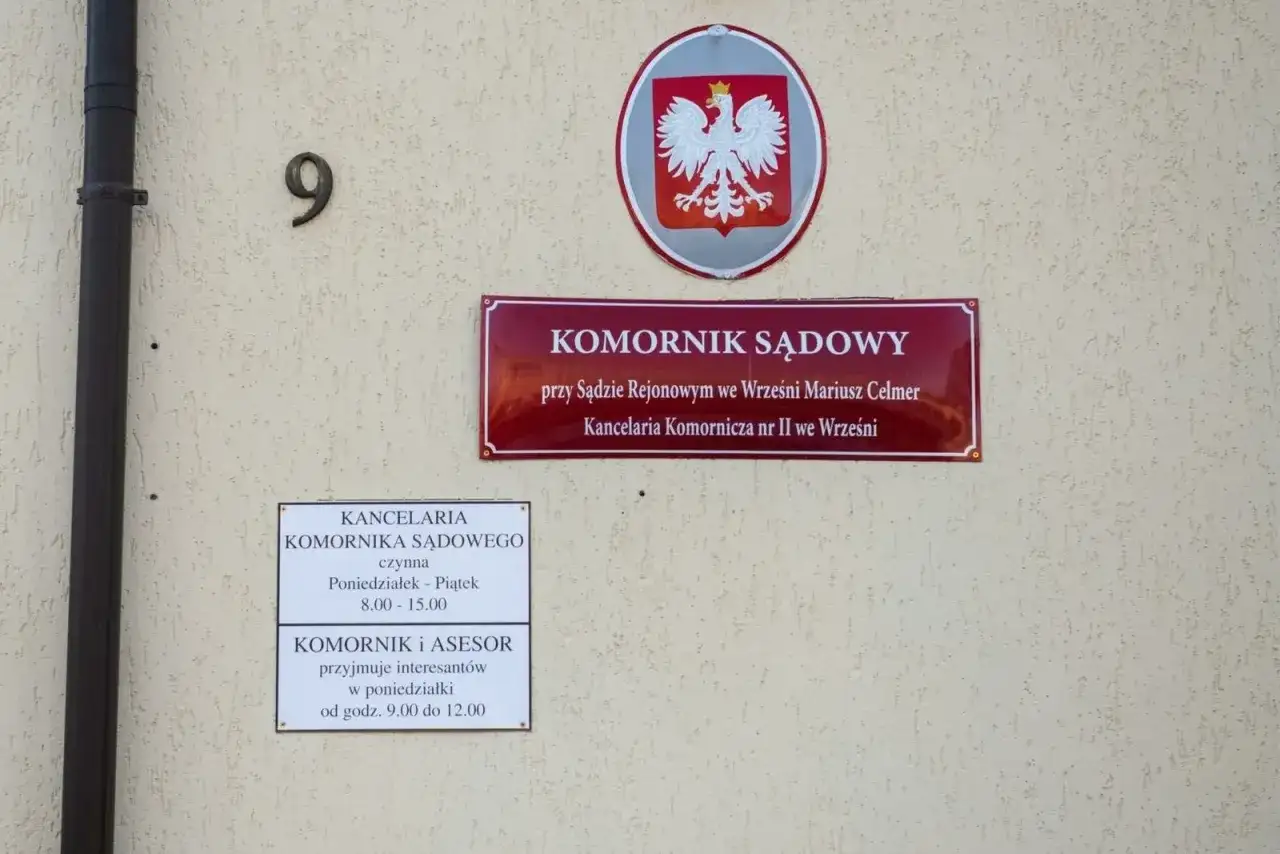 9
KOMORNIK SĄDOWY
przy Sądzie Rejonowym we Wrześni Mariusz Celmer
Kancelaria Komornicza nr II we Wrześni
KANCELARIA
KOMORNIKA SĄDOWEGO
czynna
Poniedziałek - Piątek
8.00 - 15.00
KOMORNIK i ASESOR
przyjmuje interesantów
w poniedziałki
od godz. 9.00 do 12.00